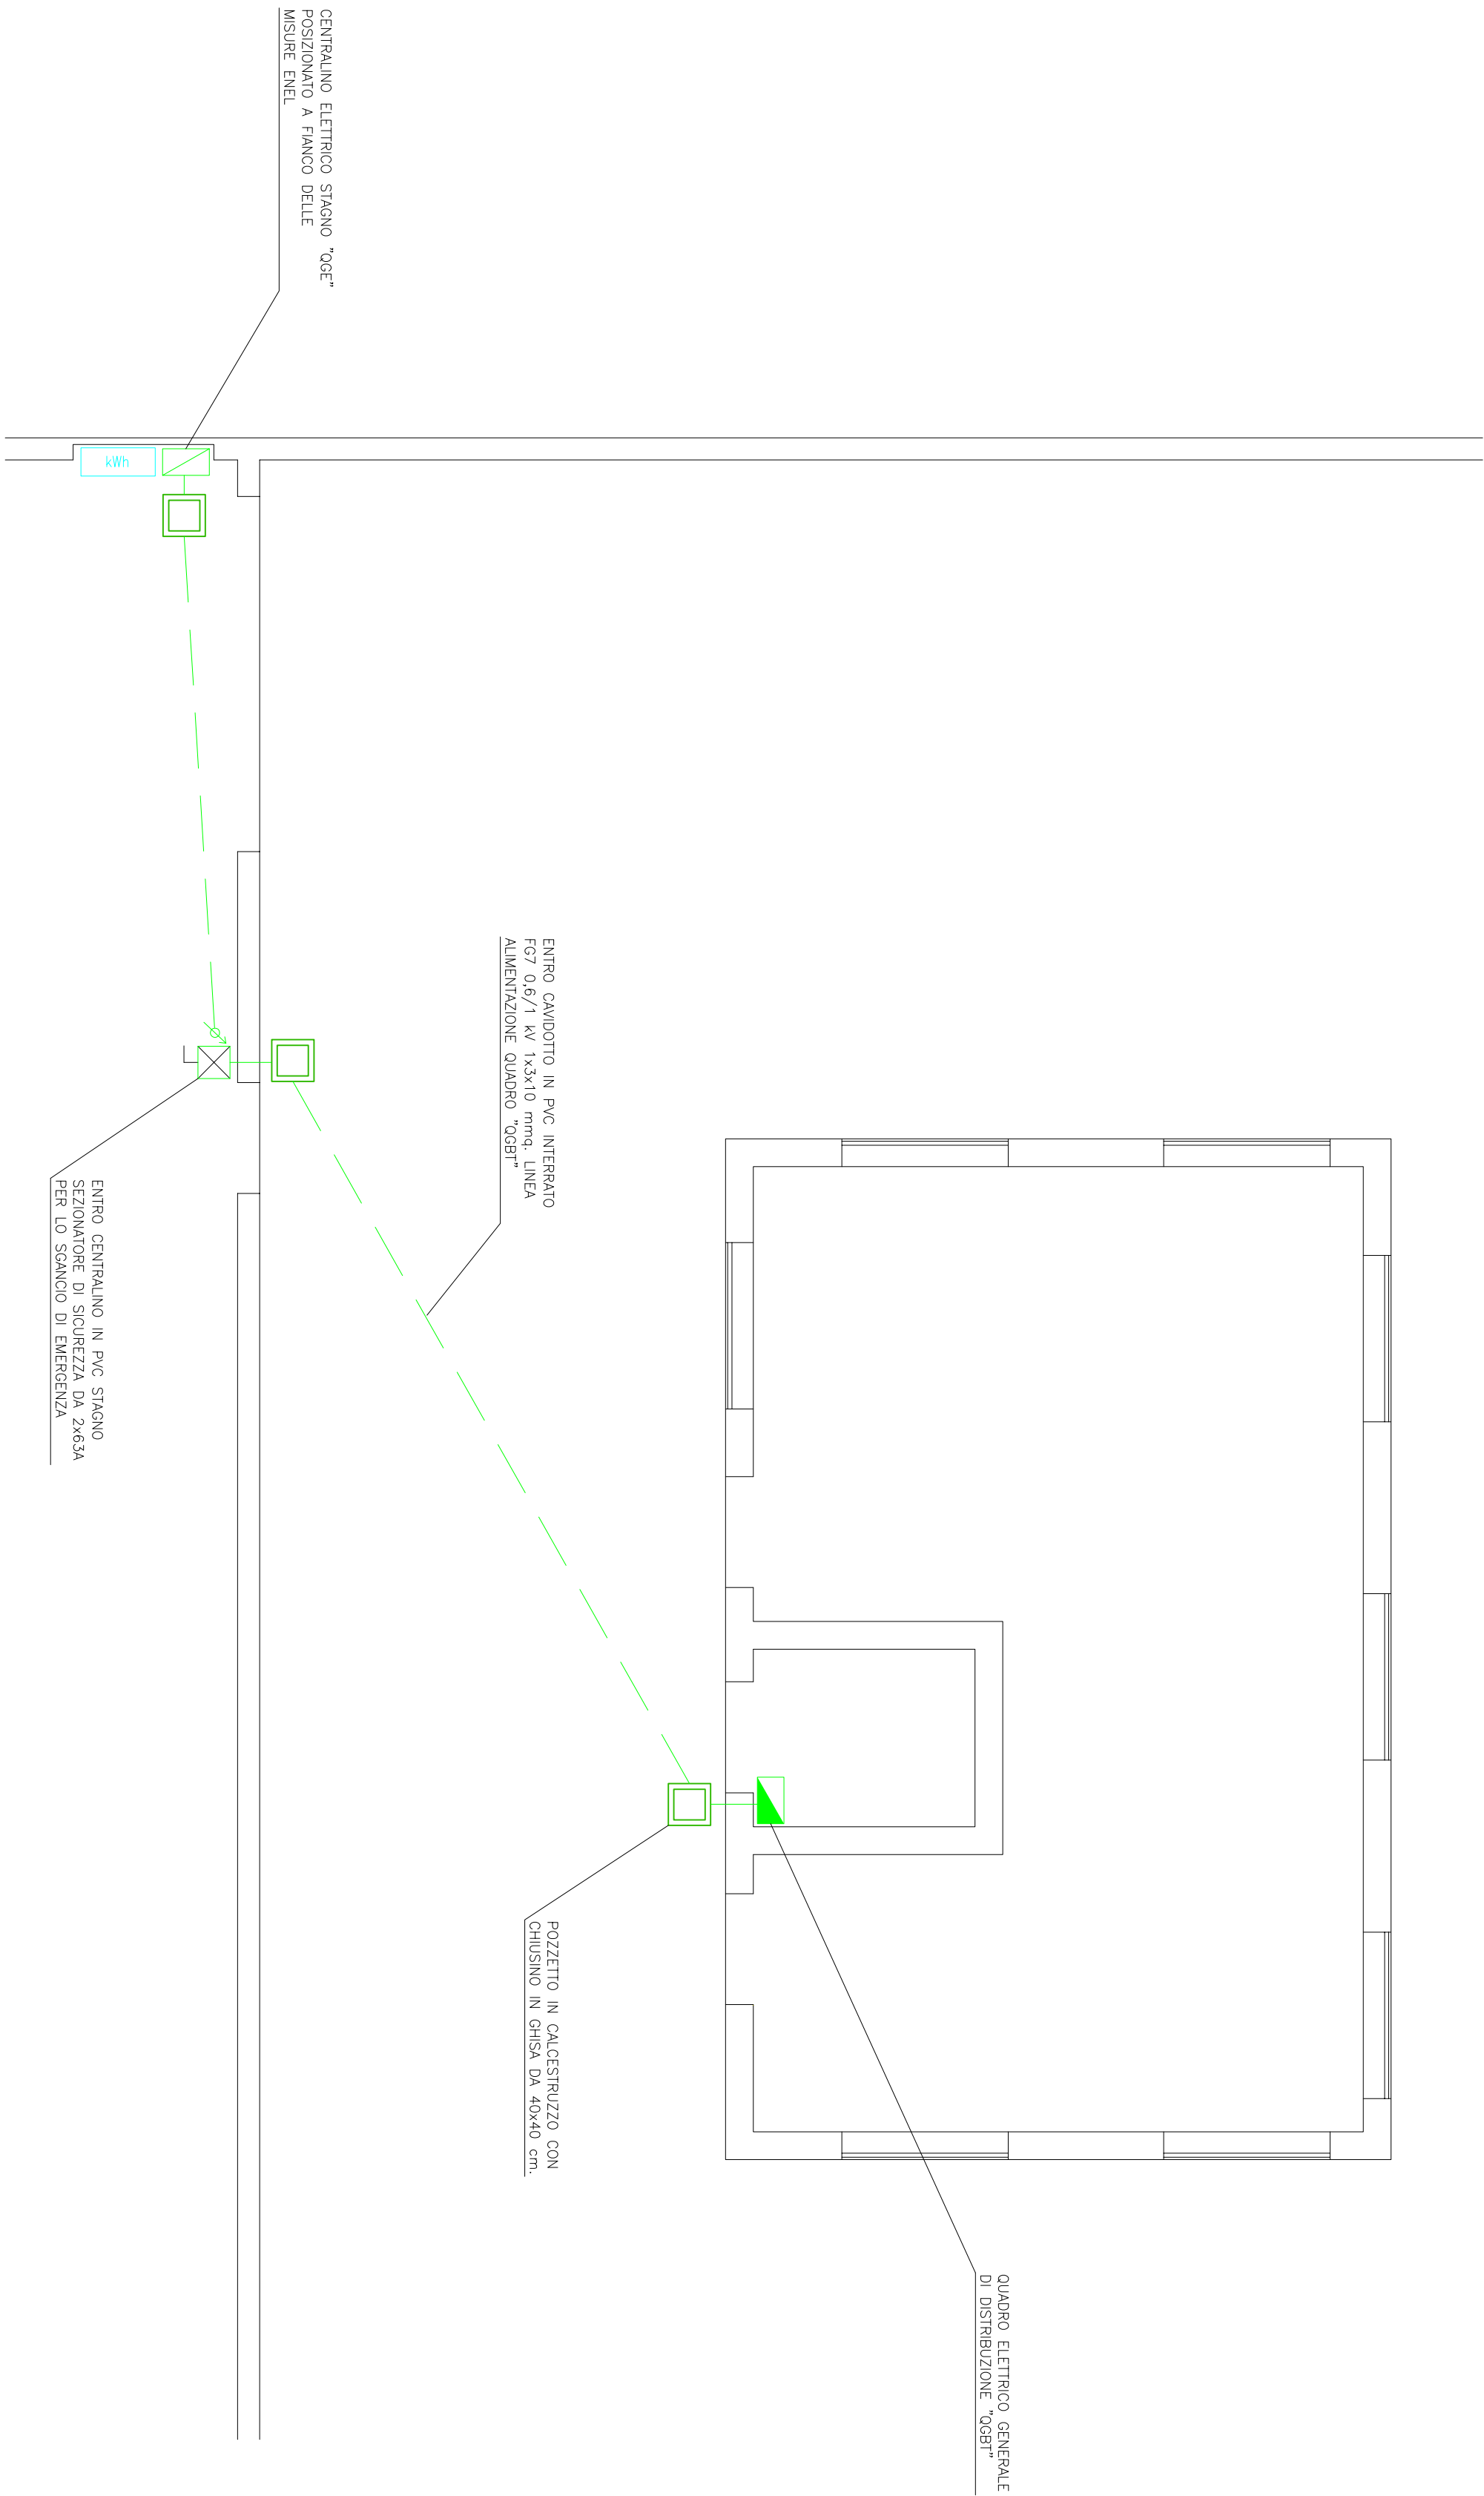 CENTRALINO ELETTRICO STAGNO "QGE"
POSIZIONATO A FIANCO DELLE
MISURE ENEL
kWh
ENTRO CAVIDOTTO IN PVC INTERRATO
FG7 0,6/1 kV 1x3x10 mmq. LINEA
ALIMENTAZIONE QUADRO "QGBT"
ENTRO CENTRALINO IN PVC STAGNO
SEZIONATORE DI SICUREZZA DA 2x63A
PER LO SGANCIO DI EMERGENZA
POZZETTO IN CALCESTRUZZO CON
CHIUSINO IN GHISA DA 40x40 cm.
QUADRO ELETTRICO GENERALE
DI DISTRIBUZIONE "QGBT"